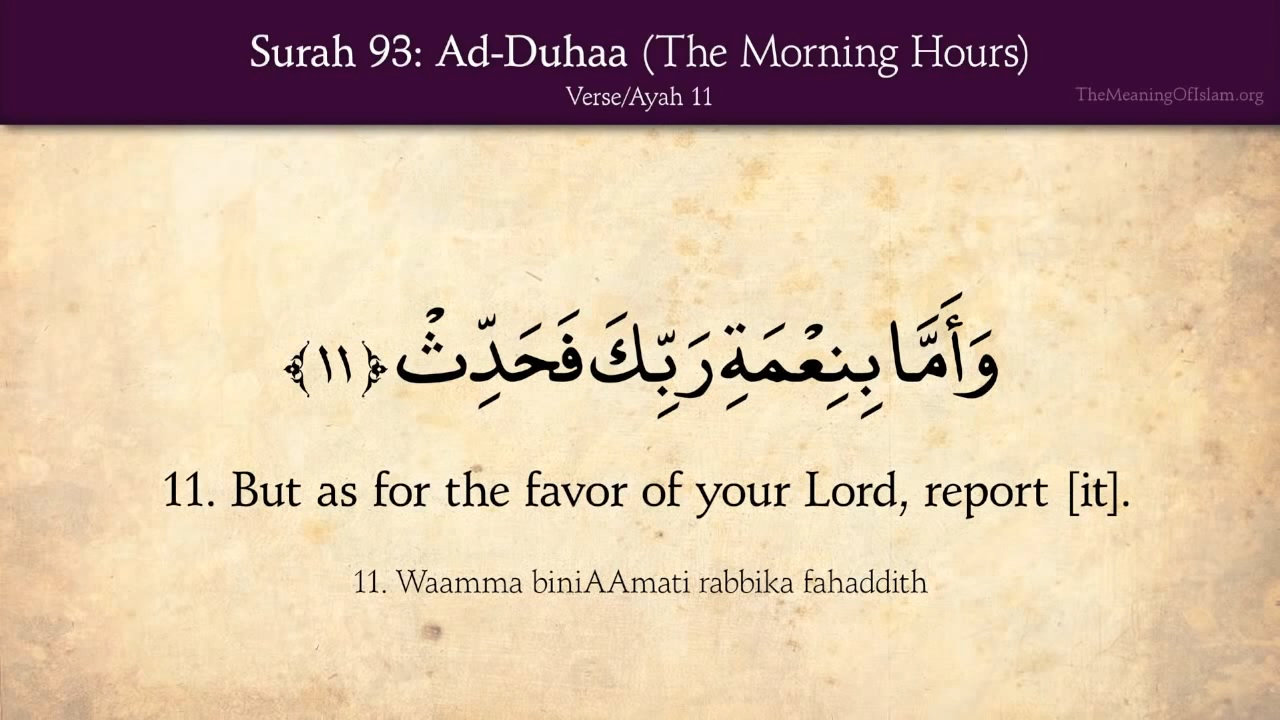 Surah 93: Ad-Duhaa (The Morning Hours)
Verse/Ayah 11
TheMeaningOfIslam.org
وَأَمَّا بِنِعْمَةِ رَبِّكَ فَحَدِّثْ ﴿١١﴾
11. But as for the favor of your Lord, report [it].
11. Waamma biniAAmati rabbika fahaddith